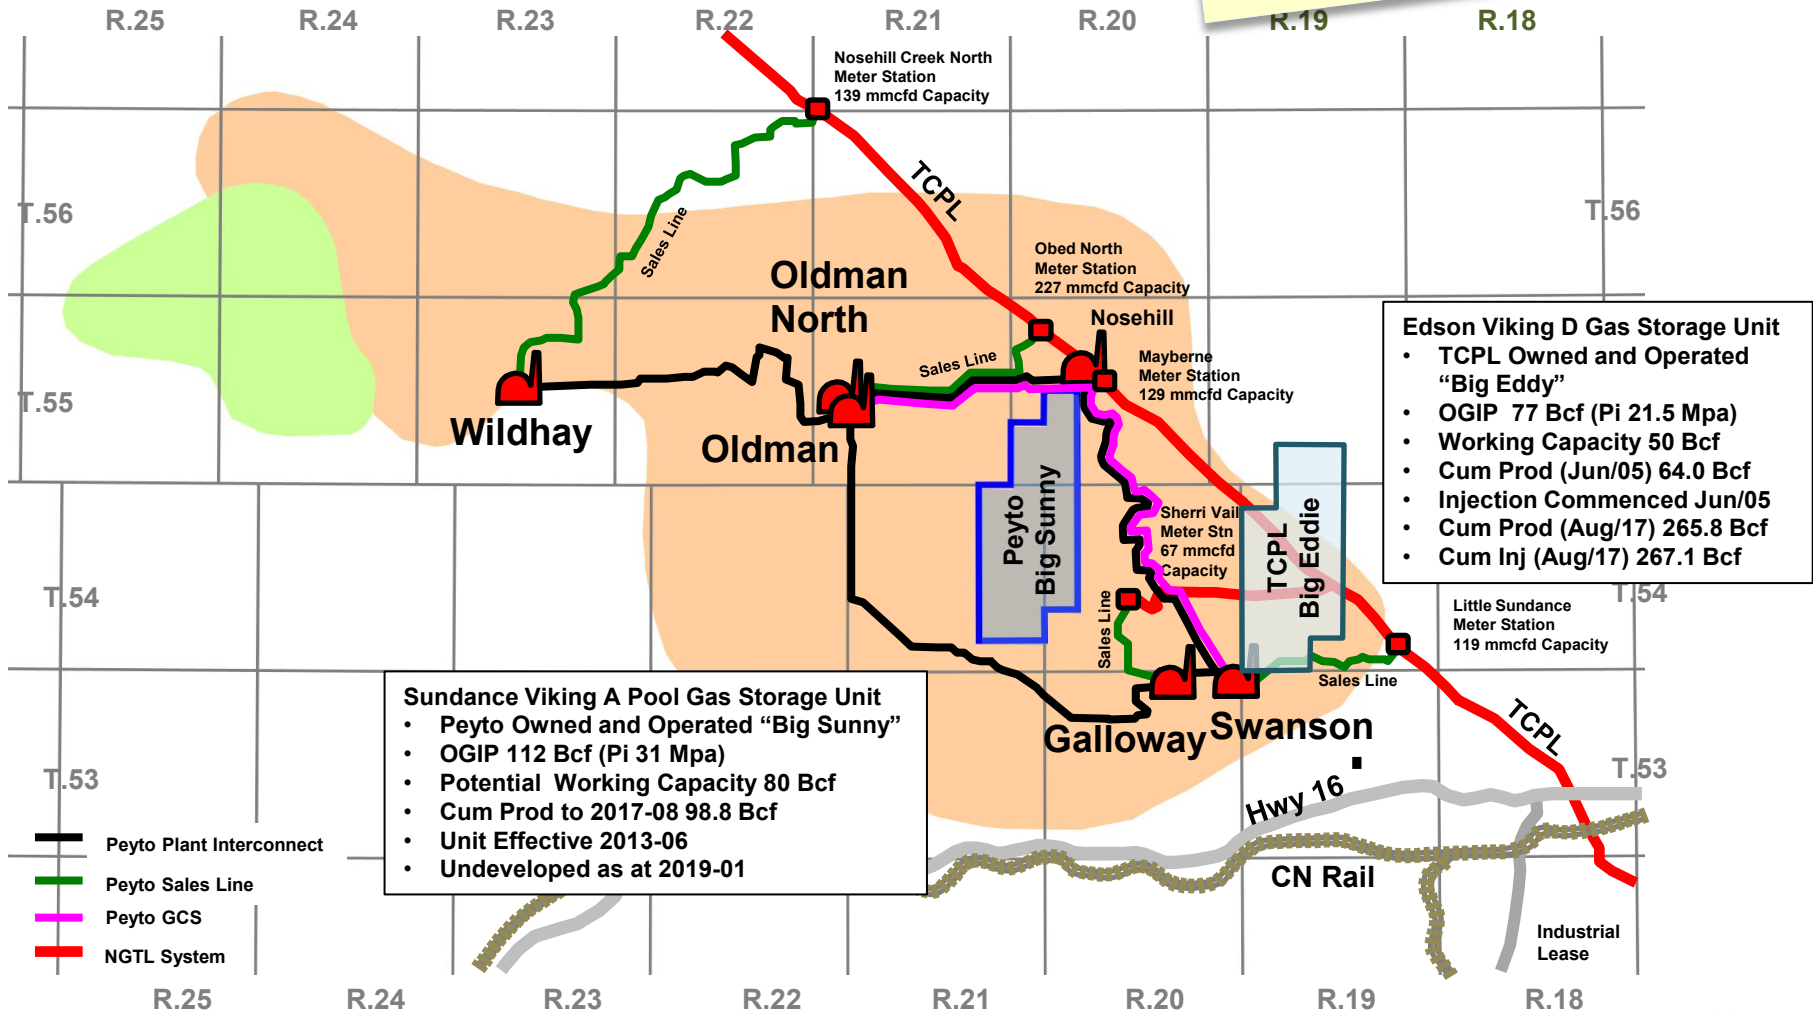 R.25 R.24 R.23 R.22 R.21 R.20 R.19 R.18
Nosehill Creek North
Meter Station
139 mmcfd Capacity
TCPL
T.56 T.56
Sales Line
Obed North
Meter Station
227 mmcfd Capacity
Oldman
North
Nosehill
Sales Line
Mayberne
Meter Station
129 mmcfd Capacity
Edson Viking D Gas Storage Unit
• TCPL Owned and Operated
“Big Eddy”
• OGIP 77 Bcf (Pi 21.5 Mpa)
• Working Capacity 50 Bcf
• Cum Prod (Jun/05) 64.0 Bcf
• Injection Commenced Jun/05
• Cum Prod (Aug/17) 265.8 Bcf
• Cum Inj (Aug/17) 267.1 Bcf
T.55
Wildhay
Oldman
Peyto
Big Sunny
Sherri Vail
Meter Stn
67 mmcfd
Capacity
TCPL
Big Eddie
T.54 T.54
Sales Line
Little Sundance
Meter Station
119 mmcfd Capacity
Sales Line
Sundance Viking A Pool Gas Storage Unit
• Peyto Owned and Operated “Big Sunny”
• OGIP 112 Bcf (Pi 31 Mpa)
• Potential Working Capacity 80 Bcf
• Cum Prod to 2017-08 98.8 Bcf
• Unit Effective 2013-06
• Undeveloped as at 2019-01
Galloway
Swanson
TCPL
T.53 T.53
Hwy 16
CN Rail
Peyto Plant Interconnect
Peyto Sales Line
Peyto GCS
NGTL System
Industrial
Lease
R.25 R.24 R.23 R.22 R.21 R.20 R.19 R.18